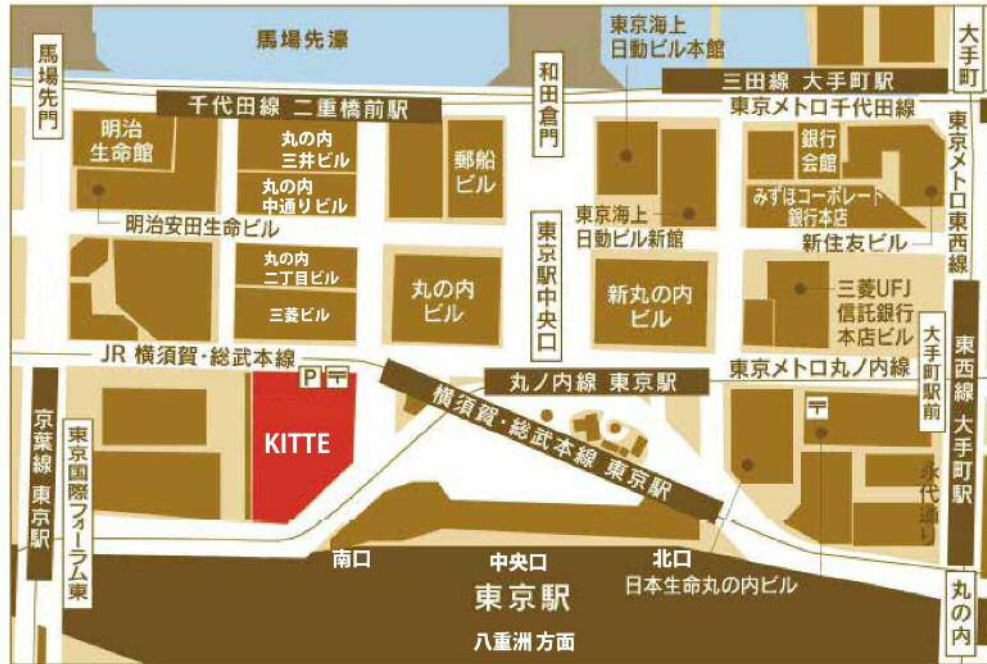 馬場先濠
東京海上
日動ビル本館
大手町
馬場先門
和田倉門
三田線 大手町駅
千代田線 二重橋前駅
東京メトロ千代田線
明治
生命館
丸の内
三井ビル
郵船
ビル
銀行
会館
東京メトロ東西線
丸の内
中通りビル
みずほコーポレート
銀行本店
明治安田生命ビル
東京海上
日動ビル新館
新住友ビル
東京駅中央口
丸の内
二丁目ビル
丸の内
ビル
新丸の内
ビル
三菱UFJ
信託銀行
本店ビル
三菱ビル
大手町駅前
東西線 大手町駅
JR 横須賀・総武本線
P
〒
丸ノ内線 東京駅
東京メトロ丸ノ内線
京葉線 東京駅
東京国際フォーラム東
KITTE
横須賀・総武本線 東京駅
〒
永代通り
南口
中央口
北口
日本生命丸の内ビル
丸の内
東京駅
八重洲方面